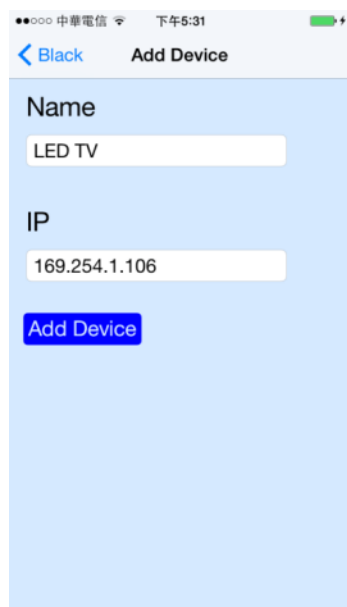 中華電信 下午5:31
Black Add Device
Name
LED TV
IP
169.254.1.106
Add Device